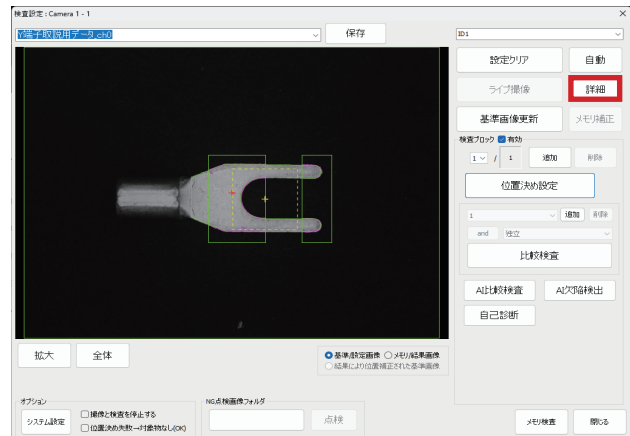 検査設定 : Camera 1 - 1
Y端子取説用データ_ch0
保存
ID1
設定クリア
自動
ライブ撮像
詳細
基準画像更新
メモリ補正
検査ブロック 有効
1 / 1 追加 削除
位置決め設定
1 追加 削除
and 独立
比較検査
AI比較検査 AI欠陥検出
自己診断
拡大 全体
基準/設定画像 メモリ/結果画像
結果により位置補正された基準画像
オプション
システム設定
撮像と検査を停止する
位置決め失敗→対象物なし(OK)
NG点検画像フォルダ
点検
メモリ検査 閉じる